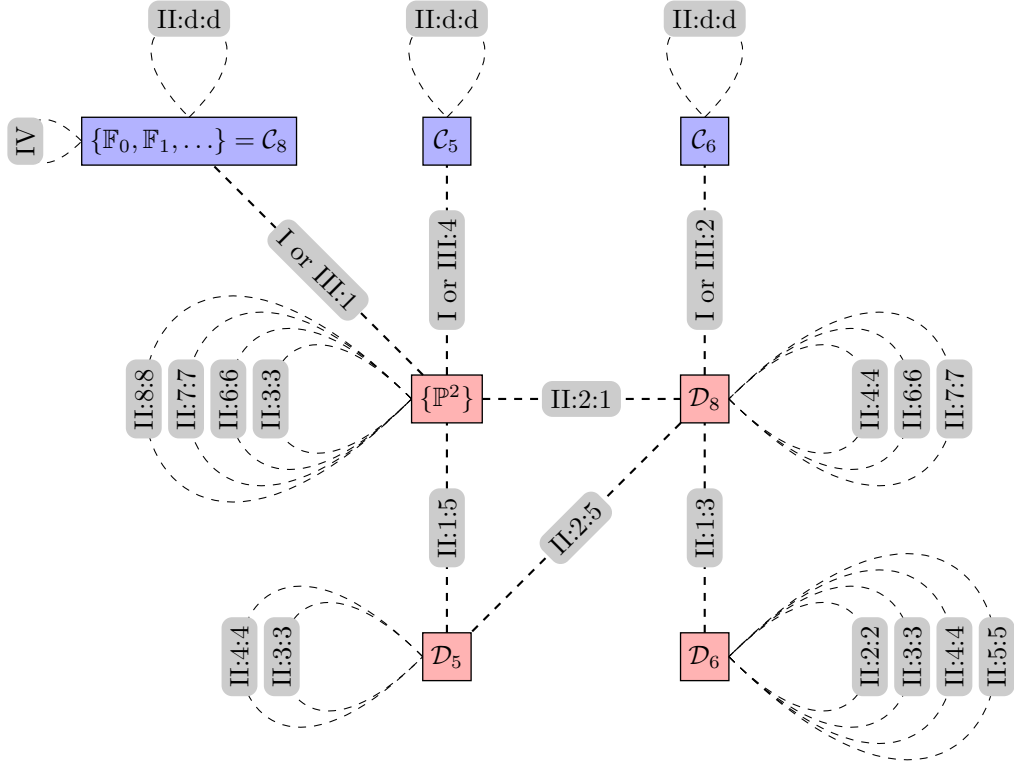 II:d:d
II:d:d
II:d:d
IV
{𝔽₀, 𝔽₁, . . .} = 𝒞₈
𝒞₅
𝒞₆
I or III:1
I or III:4
I or III:2
II:8:8
II:7:7
II:6:6
II:3:3
{ℙ²}
II:2:1
𝒟₈
II:4:4
II:6:6
II:7:7
II:1:5
II:2:5
II:1:3
II:4:4
II:3:3
𝒟₅
𝒟₆
II:2:2
II:3:3
II:4:4
II:5:5